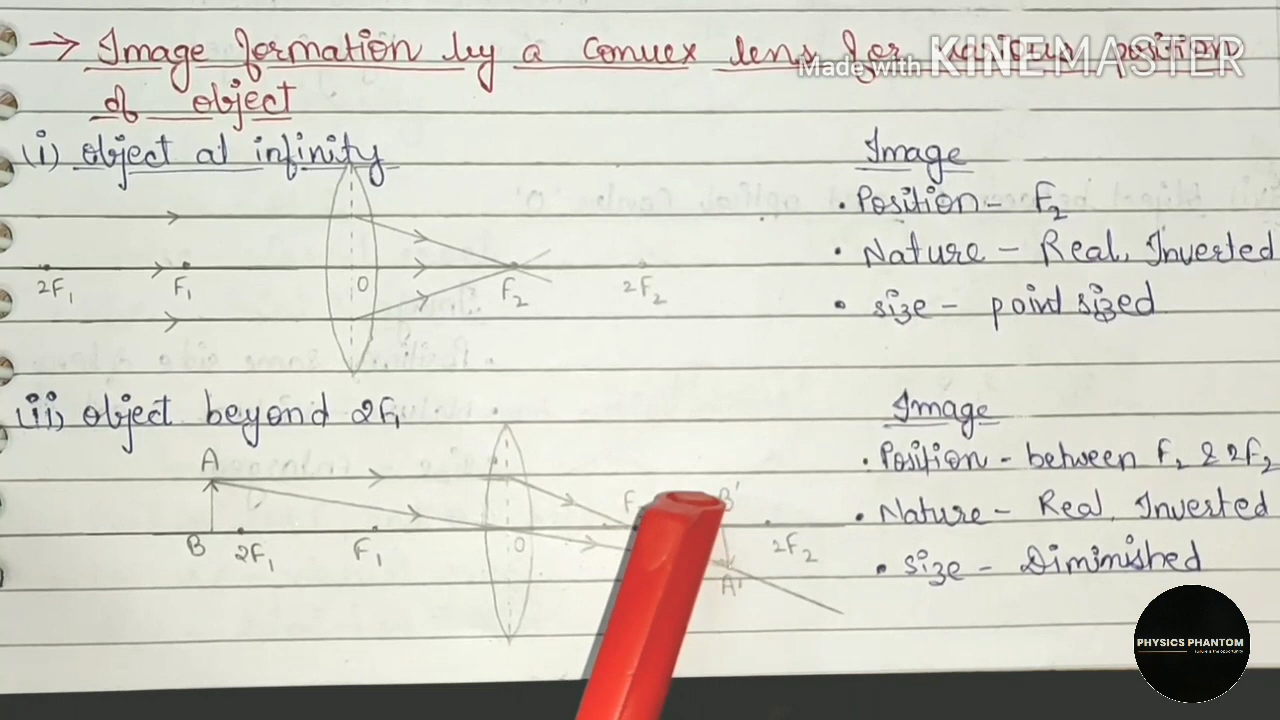 → Image formation by a convex lens for various position
Made with KINEMASTER
of object
(i) object at infinity
Image
• Position - F₂
• Nature - Real, Inverted
• size - point sized
2F₁ F₁ O F₂ 2F₂
(ii) object beyond 2F₁
Image
• Position - between F₂ & 2F₂
• Nature - Real, Inverted
• size - Diminished
A
B 2F₁ F₁ O F B' 2F₂
A'
PHYSICS PHANTOM